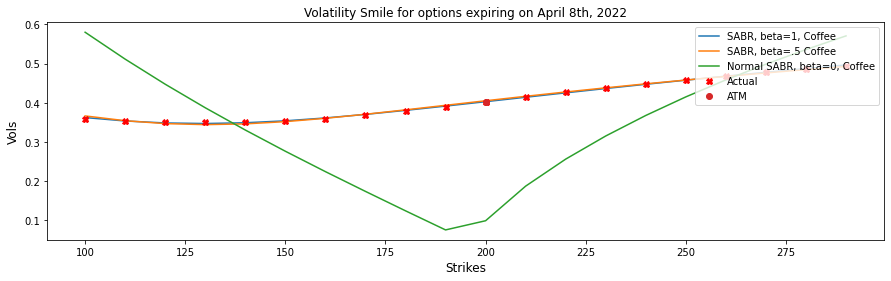 Volatility Smile for options expiring on April 8th, 2022
SABR, beta=1, Coffee
SABR, beta=.5 Coffee
Normal SABR, beta=0, Coffee
Actual
ATM
Vols
0.6
0.5
0.4
0.3
0.2
0.1
100
125
150
175
200
225
250
275
Strikes